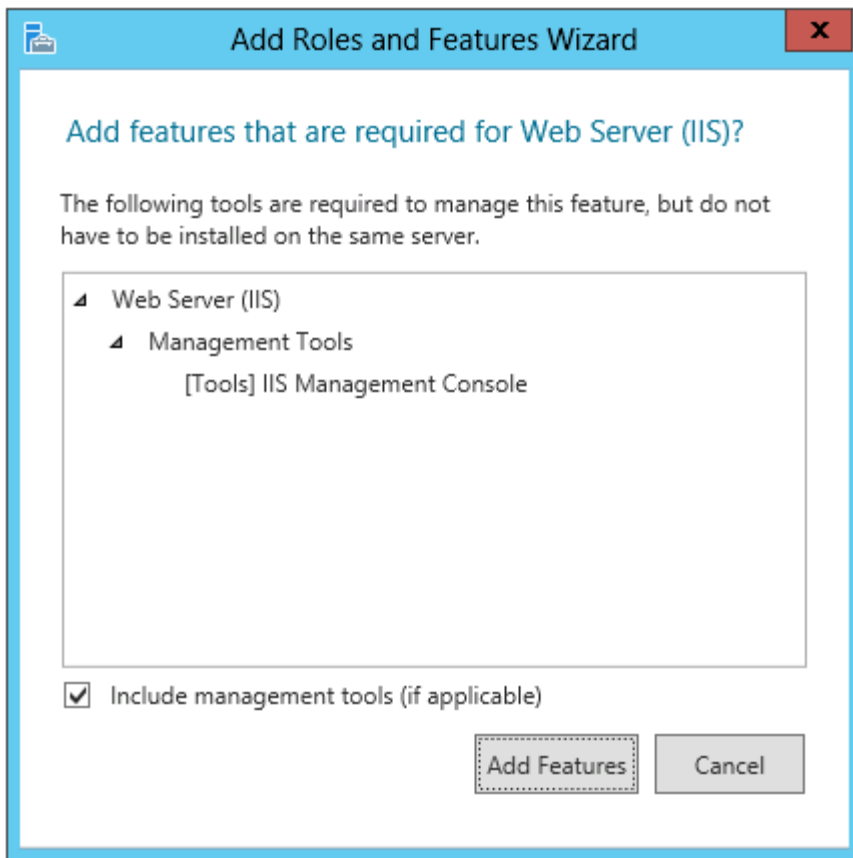 Add Roles and Features Wizard
x
Add features that are required for Web Server (IIS)?
The following tools are required to manage this feature, but do not
have to be installed on the same server.
Web Server (IIS)
Management Tools
[Tools] IIS Management Console
Include management tools (if applicable)
Add Features
Cancel